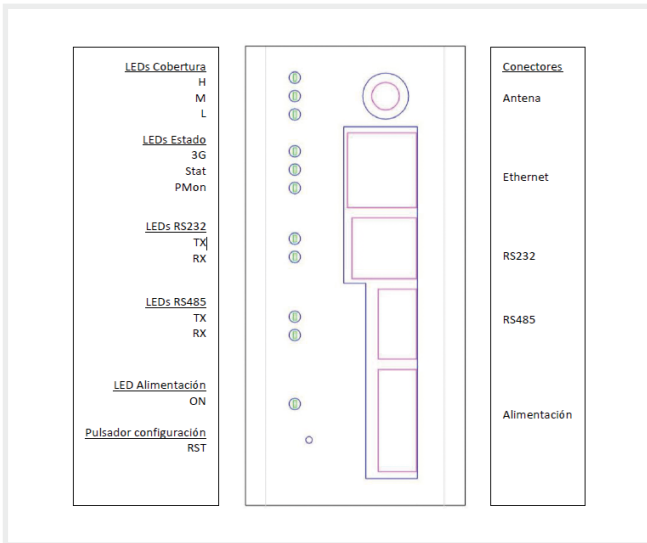 LEDs Cobertura
H
M
L
LEDs Estado
3G
Stat
PMon
LEDs RS232
TX
RX
LEDs RS485
TX
RX
LED Alimentación
ON
Pulsador configuración
RST
Conectores
Antena
Ethernet
RS232
RS485
Alimentación